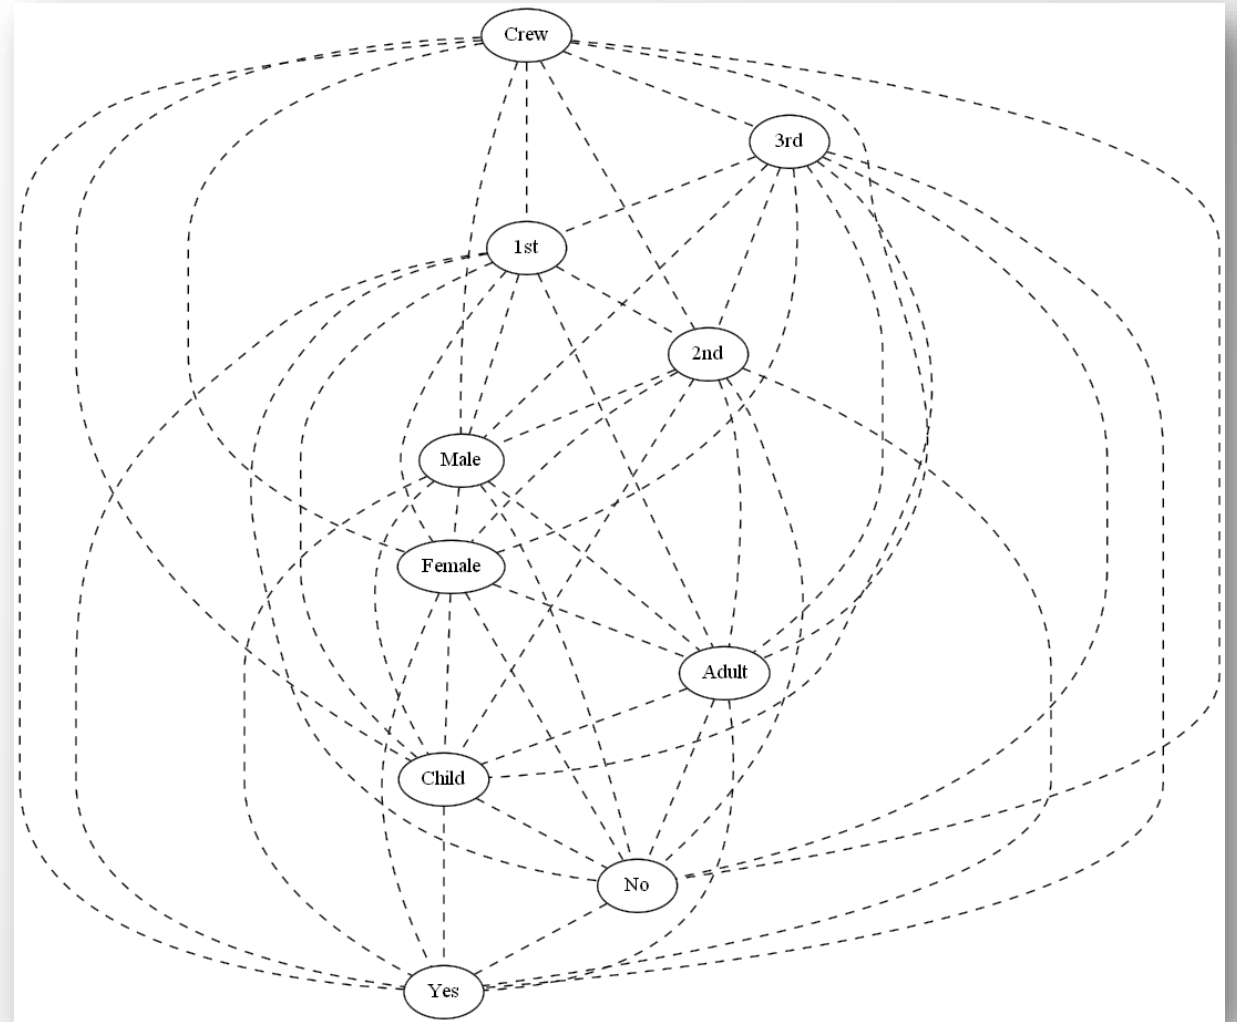 Crew
3rd
1st
2nd
Male
Female
Adult
Child
No
Yes